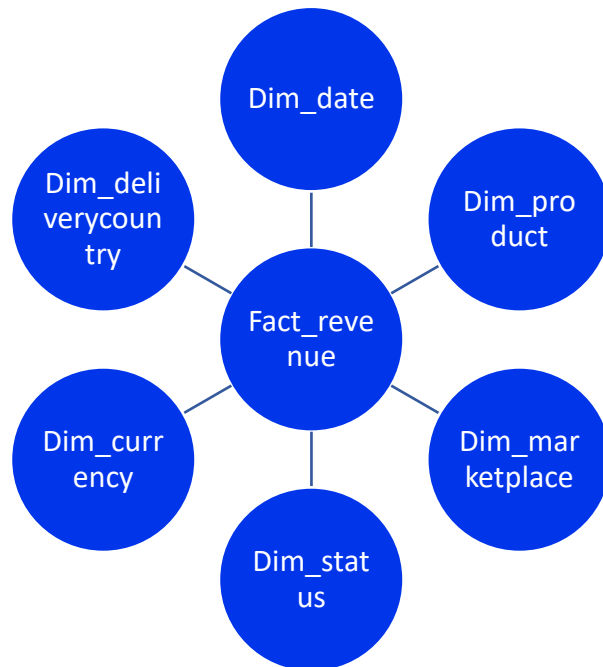 Dim_date
Dim_deli
verycoun
try
Dim_pro
duct
Fact_reve
nue
Dim_curr
ency
Dim_mar
ketplace
Dim_stat
us